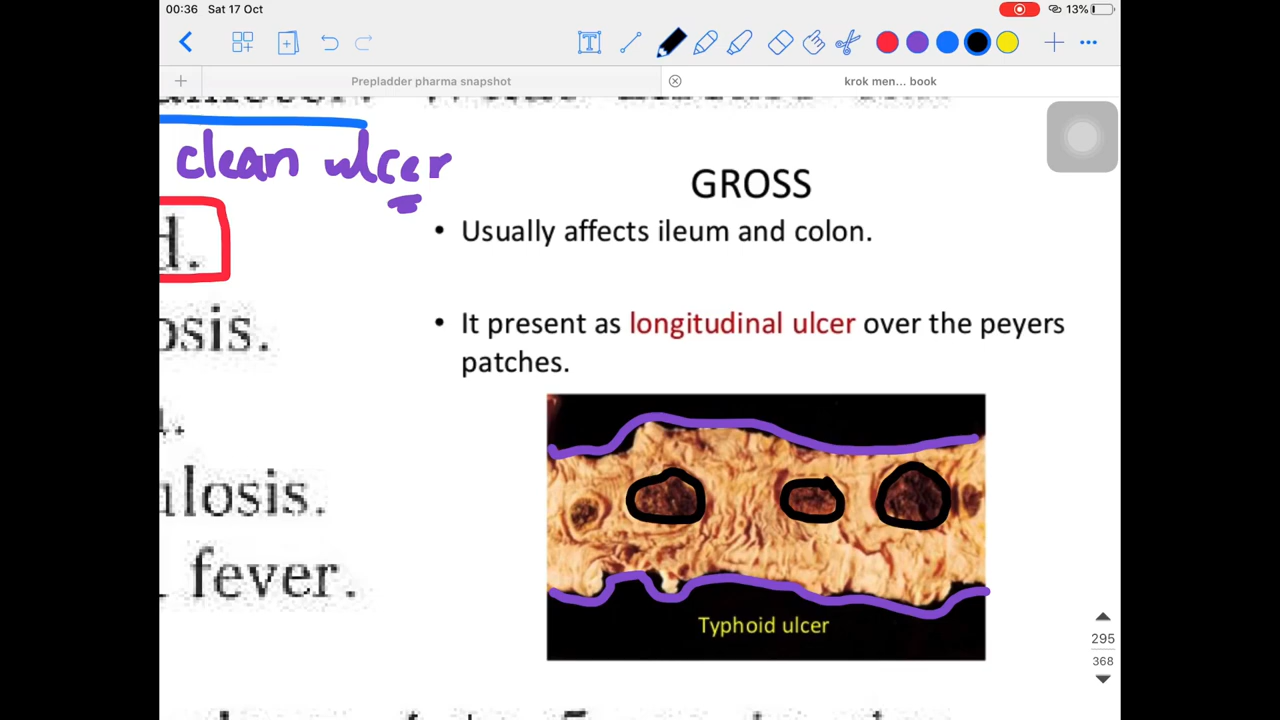 00:36 Sat 17 Oct
13%
T
Prepladder pharma snapshot
krok men... book
clean ulcer
GROSS
d.
• Usually affects ileum and colon.
osis.
• It present as longitudinal ulcer over the peyers
patches.
ulosis.
fever.
Typhoid ulcer
295
368